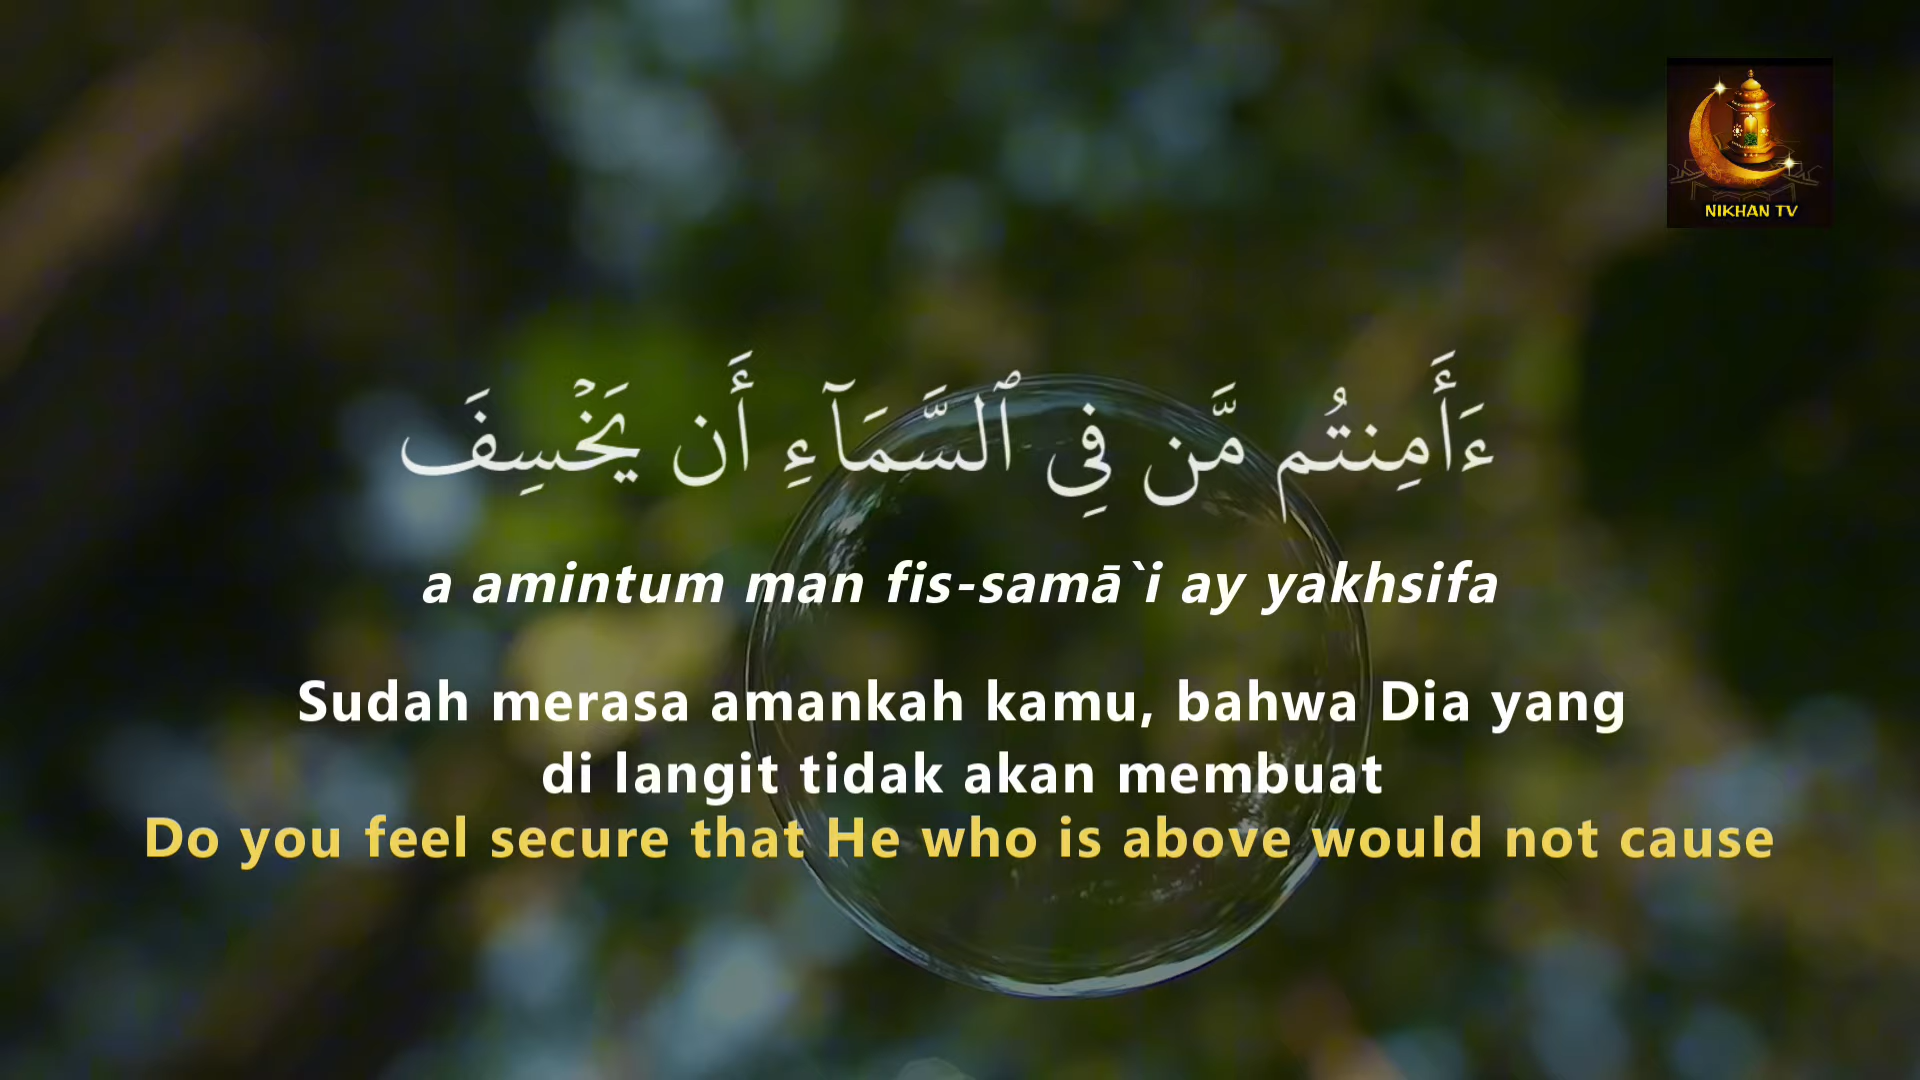 NIKHAN TV
ءَأَمِنتُم مَّن فِي ٱلسَّمَآءِ أَن يَخْسِفَ
a amintum man fis-samā`i ay yakhsifa
Sudah merasa amankah kamu, bahwa Dia yang
di langit tidak akan membuat
Do you feel secure that He who is above would not cause